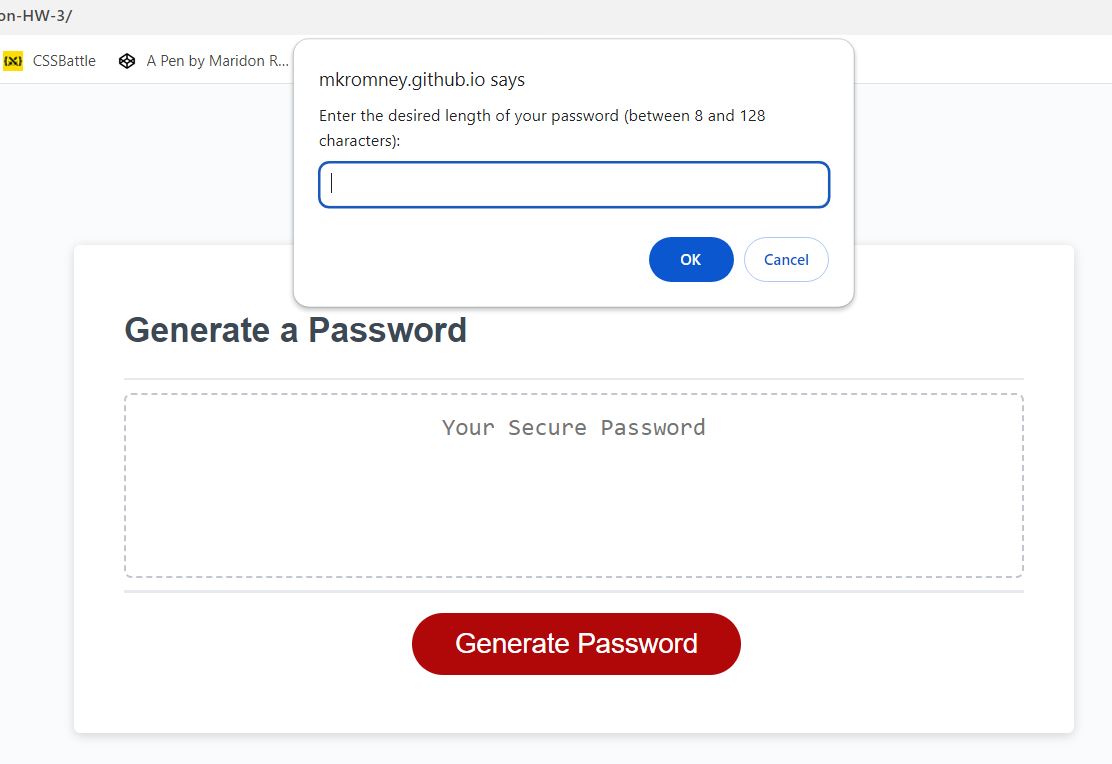 on-HW-3/
CSSBattle A Pen by Maridon R...
mkromney.github.io says
Enter the desired length of your password (between 8 and 128
characters):
OK Cancel
Generate a Password
Your Secure Password
Generate Password